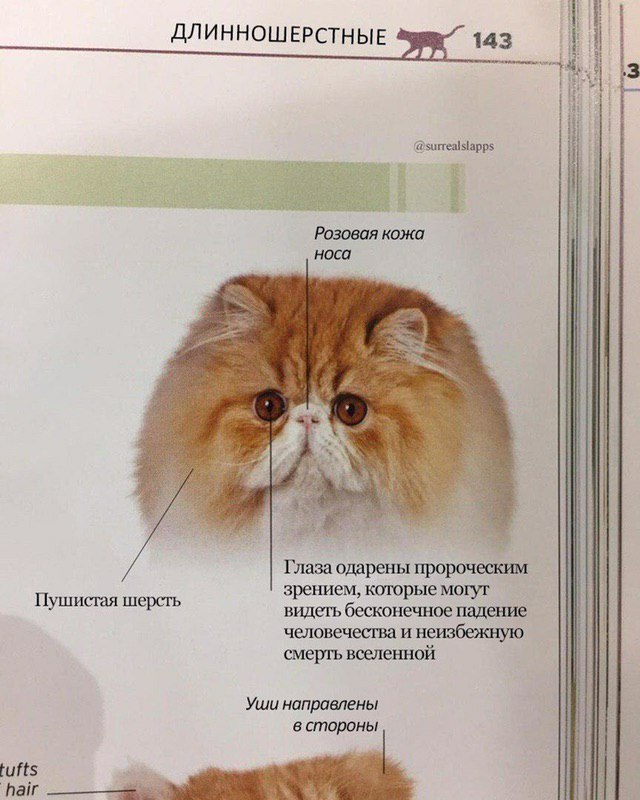 ДЛИННОШЕРСТНЫЕ 143
3
@surrealslapps
Розовая кожа
носа
Глаза одарены пророческим
зрением, которые могут
видеть бесконечное падение
человечества и неизбежную
смерть вселенной
Пушистая шерсть
Уши направлены
в стороны
tufts
hair